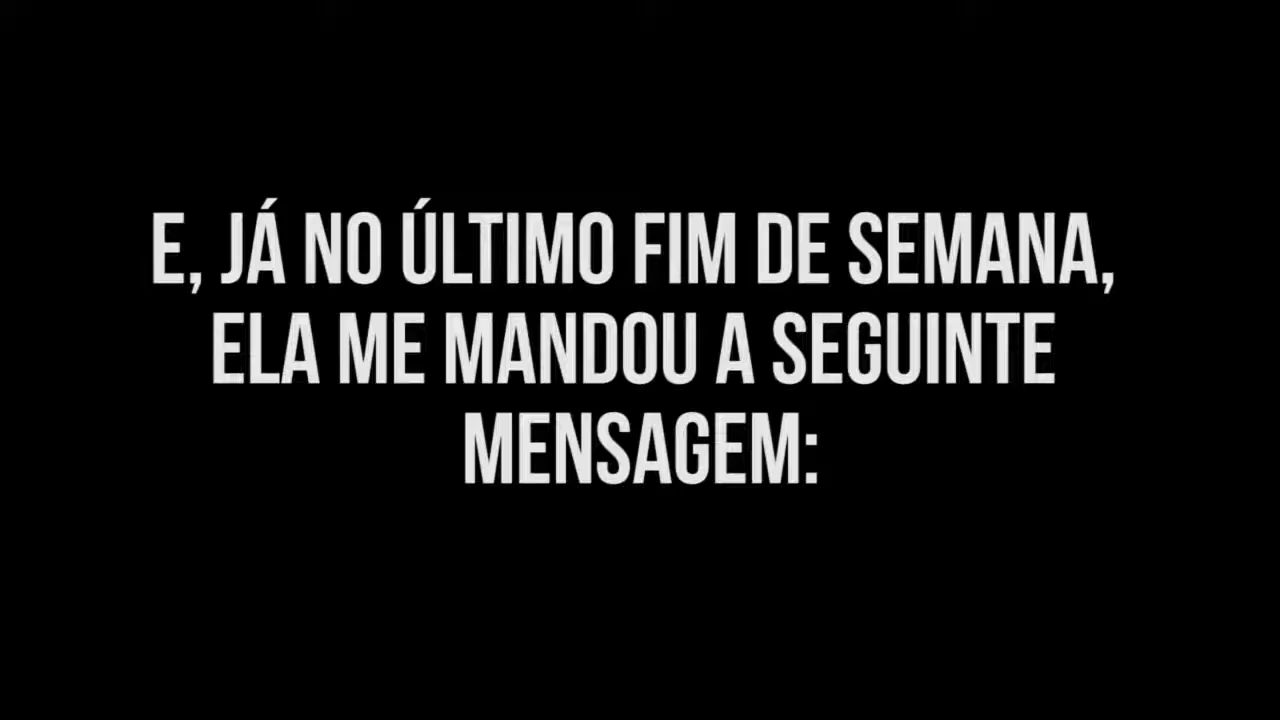 E, JÁ NO ÚLTIMO FIM DE SEMANA,
ELA ME MANDOU A SEGUINTE
MENSAGEM: